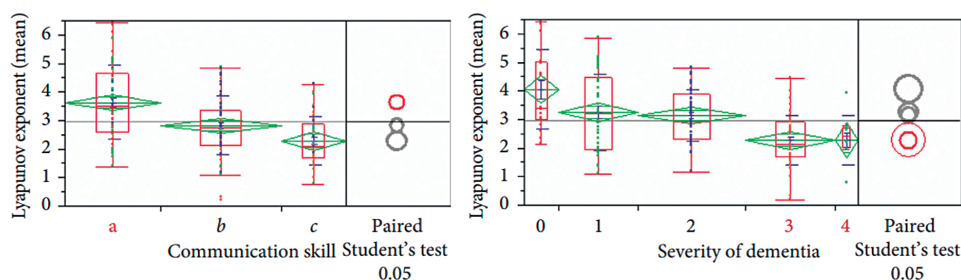 Lyapunov exponent (mean)
6
5
4
3
2
1
0
a
b
c
Communication skill
Paired
Student's test
0.05
Lyapunov exponent (mean)
6
5
4
3
2
1
0
0
1
2
3
4
Severity of dementia
Paired
Student's test
0.05